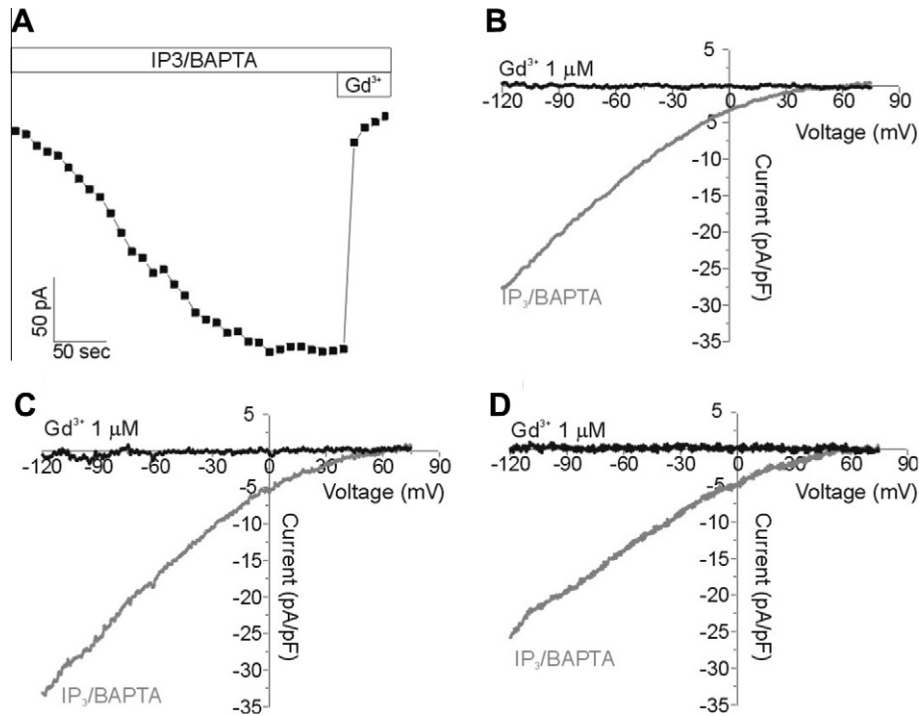 A
IP3/BAPTA
Gd³⁺
50 pA
50 sec
B
Gd³⁺ 1 µM
5
-120 -90 -60 -30 0 30 60 90
Voltage (mV)
5
-10
-15
-20
-25
-30
-35
Current (pA/pF)
IP₃/BAPTA
C
Gd³⁺ 1 µM
5
-120 -90 -60 -30 0 30 60 90
Voltage (mV)
-5
-10
-15
-20
-25
-30
-35
Current (pA/pF)
IP₃/BAPTA
D
Gd³⁺ 1 µM
5
-120 -90 -60 -30 0 30 60 90
Voltage (mV)
-5
-10
-15
-20
-25
-30
-35
Current (pA/pF)
IP₃/BAPTA